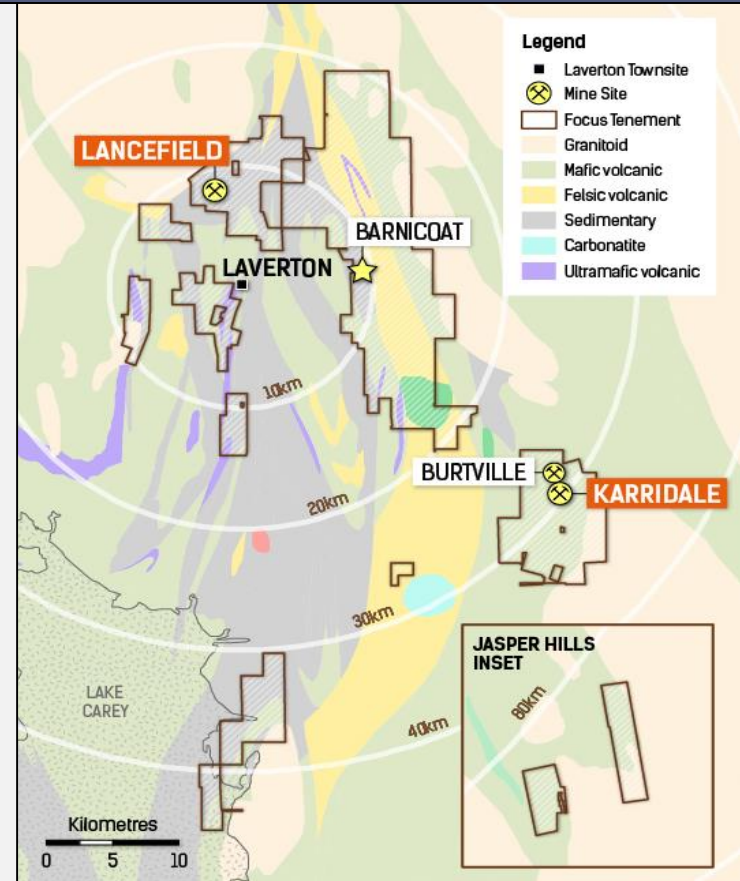 Legend
Laverton Townsite
Mine Site
Focus Tenement
Granitoid
Mafic volcanic
Felsic volcanic
Sedimentary
Carbonatite
Ultramafic volcanic
LANCEFIELD
BARNICOAT
LAVERTON
10km
BURTVILLE
KARRIDALE
20km
30km
JASPER HILLS
INSET
80km
LAKE
CAREY
40km
Kilometres
0 5 10